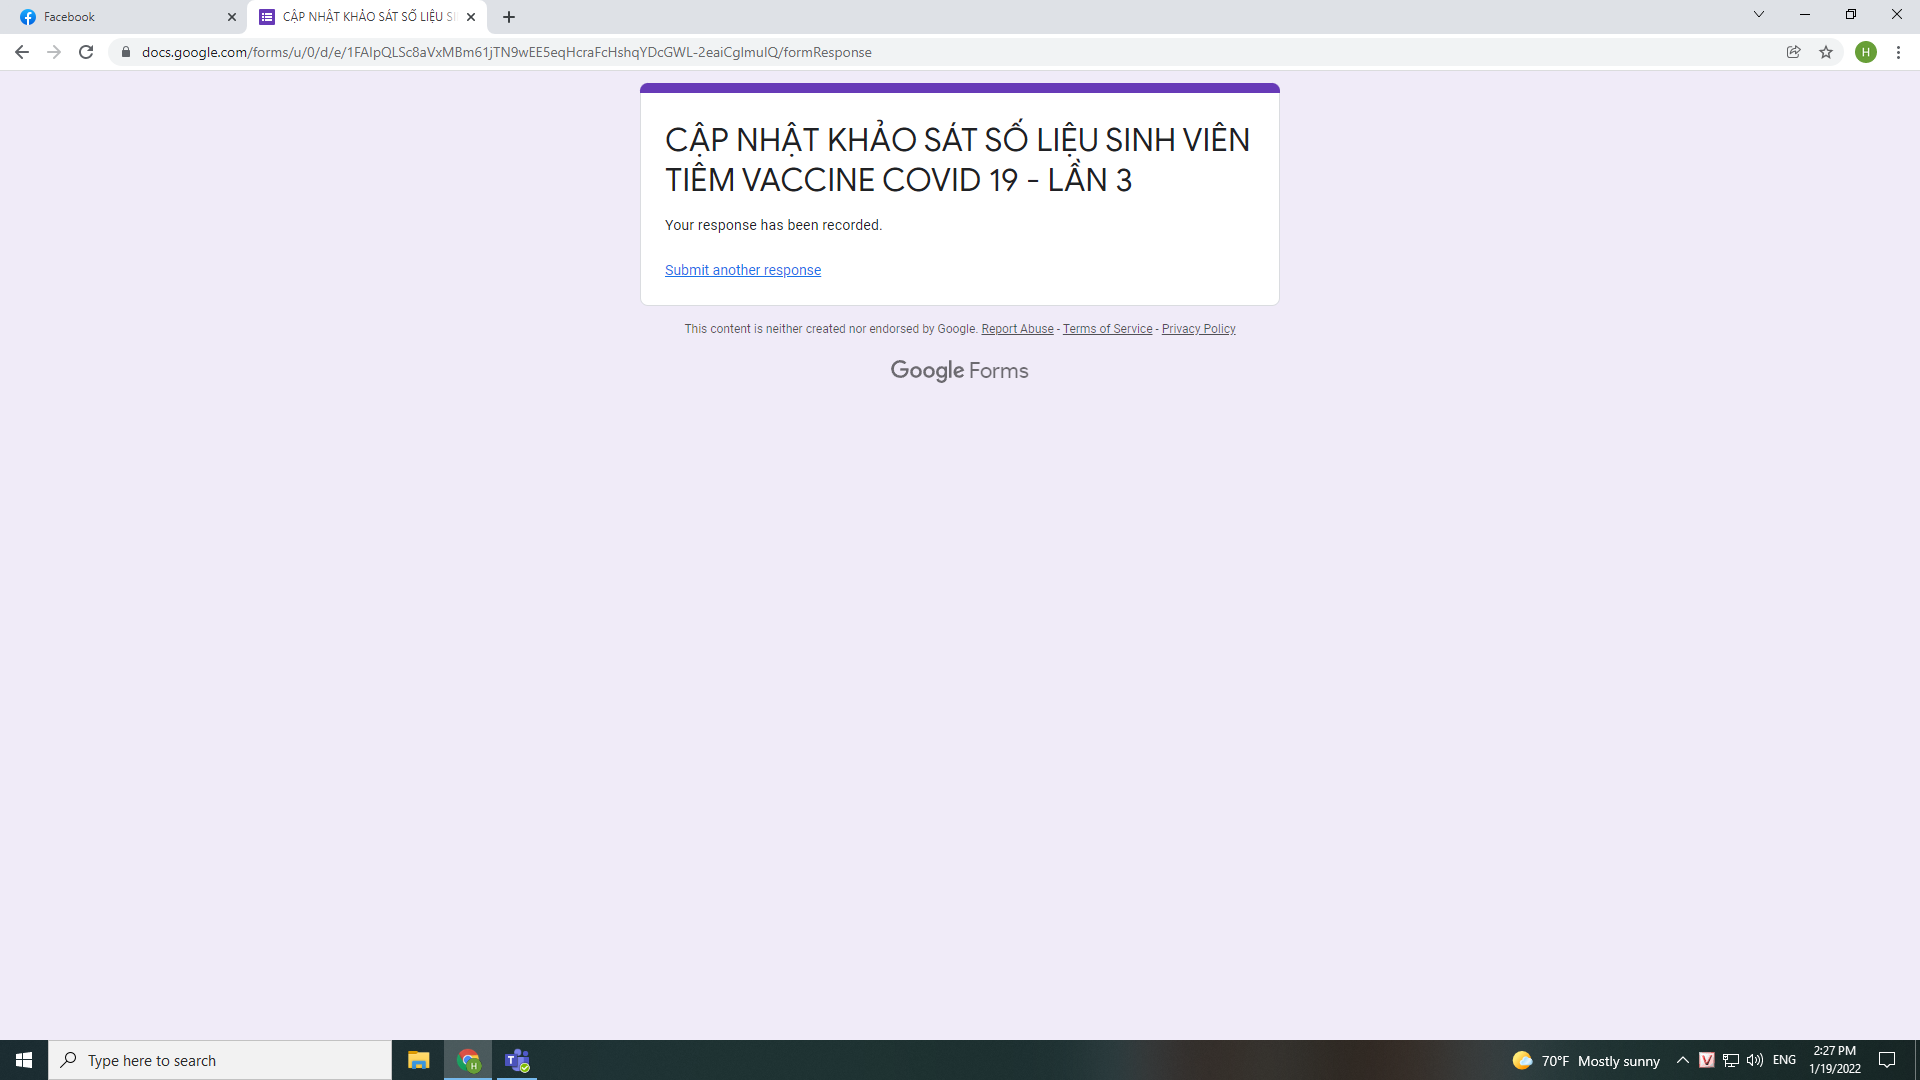 Facebook
CẬP NHẬT KHẢO SÁT SỐ LIỆU SI
docs.google.com/forms/u/0/d/e/1FAIpQLSc8aVxMBm61jTN9wEE5eqHcraFcHshqYDcGWL-2eaiCglmulQ/formResponse
H
CẬP NHẬT KHẢO SÁT SỐ LIỆU SINH VIÊN
TIÊM VACCINE COVID 19 - LẦN 3
Your response has been recorded.
Submit another response
This content is neither created nor endorsed by Google. Report Abuse - Terms of Service - Privacy Policy
Google Forms
Type here to search
70°F Mostly sunny
ENG
2:27 PM
1/19/2022